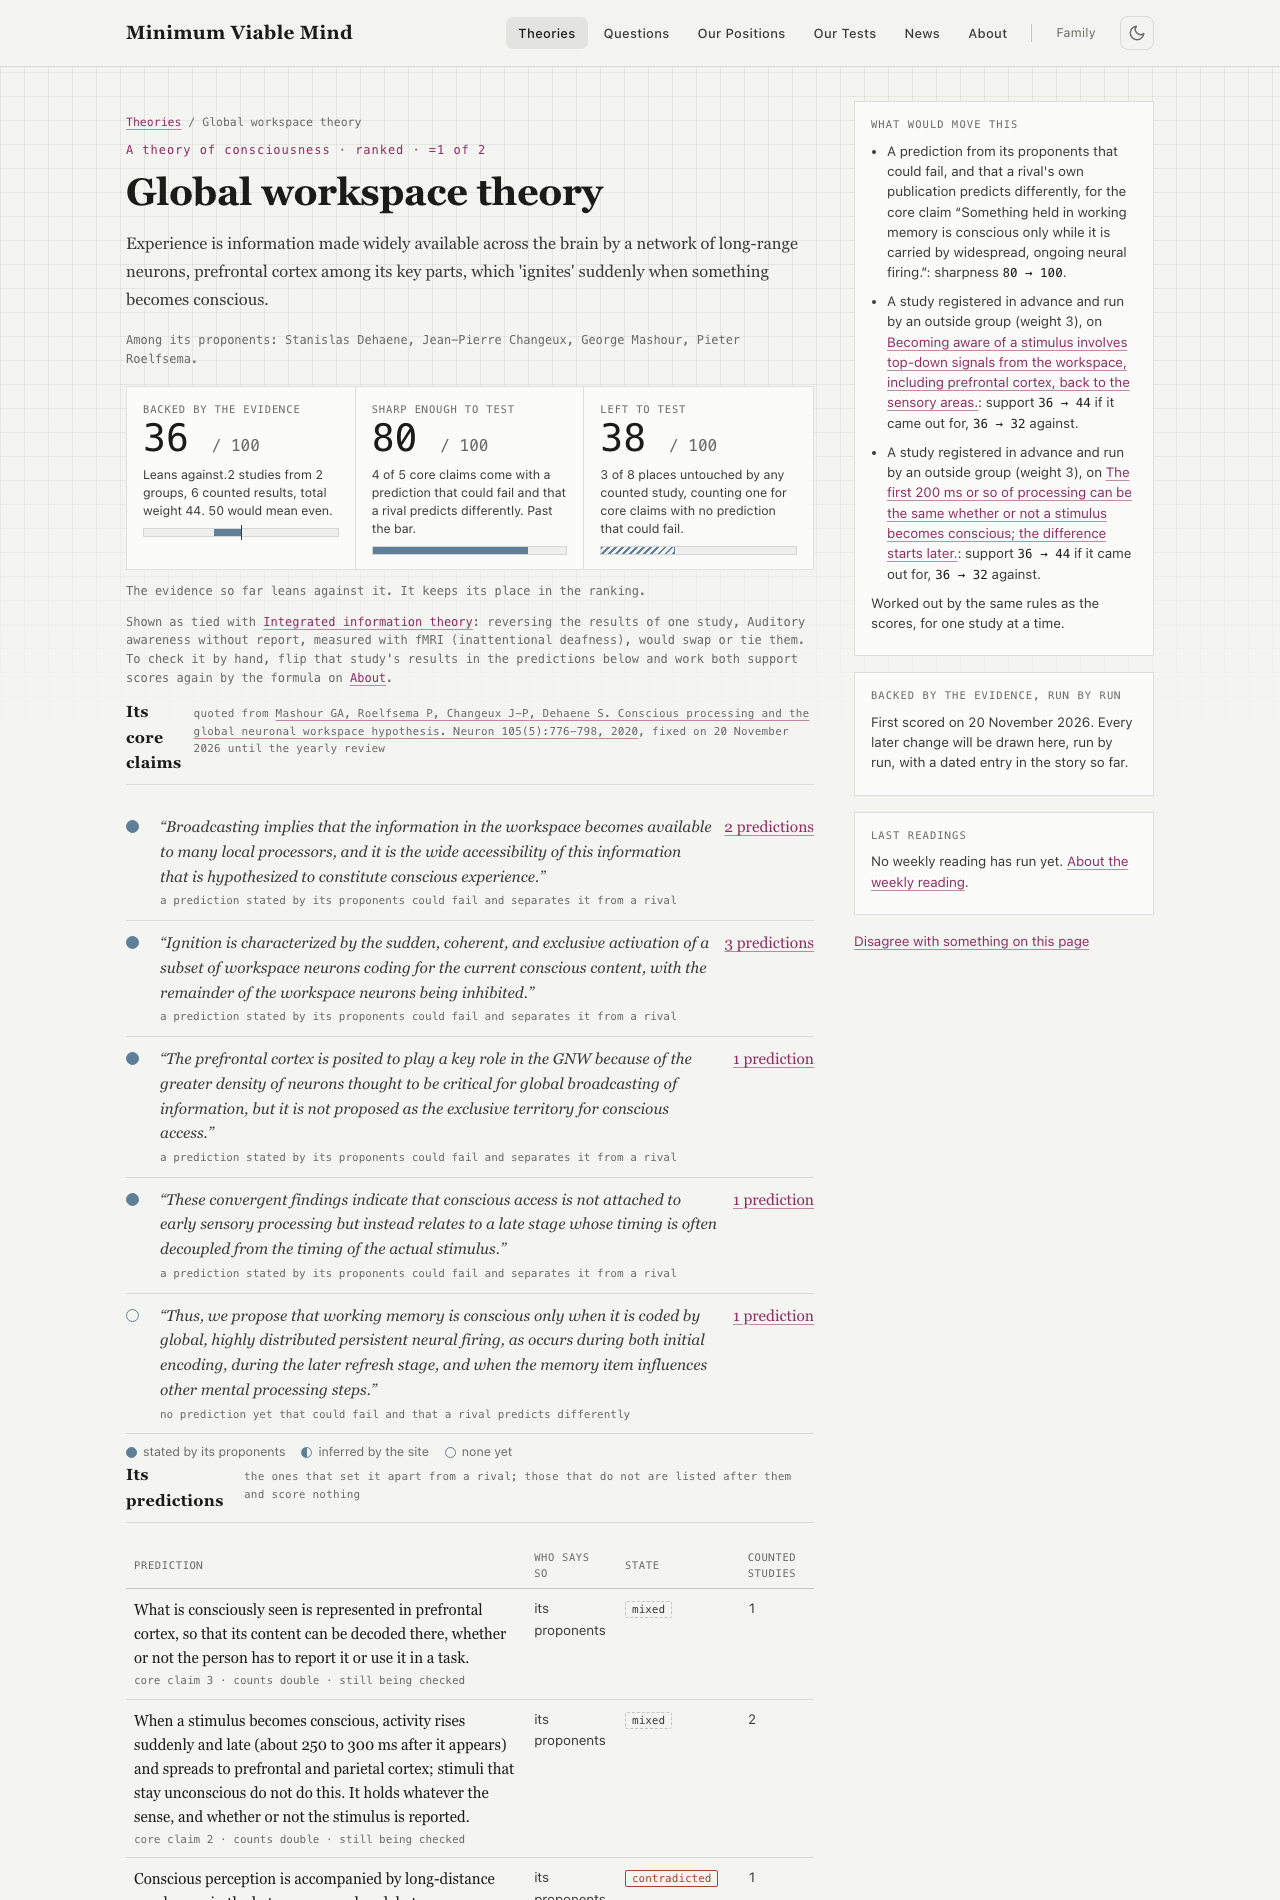 Minimum Viable Mind
Theories
Questions
Our Positions
Our Tests
News
About
Family
Theories / Global workspace theory
A theory of consciousness · ranked · =1 of 2
Global workspace theory
Experience is information made widely available across the brain by a network of long-range
neurons, prefrontal cortex among its key parts, which 'ignites' suddenly when something
becomes conscious.
Among its proponents: Stanislas Dehaene, Jean-Pierre Changeux, George Mashour, Pieter
Roelfsema.
BACKED BY THE EVIDENCE
36 / 100
Leans against.2 studies from 2
groups, 6 counted results, total
weight 44. 50 would mean even.
SHARP ENOUGH TO TEST
80 / 100
4 of 5 core claims come with a
prediction that could fail and that
a rival predicts differently. Past
the bar.
LEFT TO TEST
38 / 100
3 of 8 places untouched by any
counted study, counting one for
core claims with no prediction
that could fail.
The evidence so far leans against it. It keeps its place in the ranking.
Shown as tied with Integrated information theory: reversing the results of one study, Auditory
awareness without report, measured with fMRI (inattentional deafness), would swap or tie them.
To check it by hand, flip that study's results in the predictions below and work both support
scores again by the formula on About.
Its
core
claims
quoted from Mashour GA, Roelfsema P, Changeux J-P, Dehaene S. Conscious processing and the
global neuronal workspace hypothesis. Neuron 105(5):776-798, 2020, fixed on 20 November
2026 until the yearly review
“Broadcasting implies that the information in the workspace becomes available
to many local processors, and it is the wide accessibility of this information
that is hypothesized to constitute conscious experience.”
a prediction stated by its proponents could fail and separates it from a rival
2 predictions
“Ignition is characterized by the sudden, coherent, and exclusive activation of a
subset of workspace neurons coding for the current conscious content, with the
remainder of the workspace neurons being inhibited.”
a prediction stated by its proponents could fail and separates it from a rival
3 predictions
“The prefrontal cortex is posited to play a key role in the GNW because of the
greater density of neurons thought to be critical for global broadcasting of
information, but it is not proposed as the exclusive territory for conscious
access.”
a prediction stated by its proponents could fail and separates it from a rival
1 prediction
“These convergent findings indicate that conscious access is not attached to
early sensory processing but instead relates to a late stage whose timing is often
decoupled from the timing of the actual stimulus.”
a prediction stated by its proponents could fail and separates it from a rival
1 prediction
“Thus, we propose that working memory is conscious only when it is coded by
global, highly distributed persistent neural firing, as occurs during both initial
encoding, during the later refresh stage, and when the memory item influences
other mental processing steps.”
no prediction yet that could fail and that a rival predicts differently
1 prediction
stated by its proponents
inferred by the site
none yet
Its
predictions
the ones that set it apart from a rival; those that do not are listed after them
and score nothing
PREDICTION
WHO SAYS
SO
STATE
COUNTED
STUDIES
What is consciously seen is represented in prefrontal
cortex, so that its content can be decoded there, whether
or not the person has to report it or use it in a task.
core claim 3 · counts double · still being checked
its
proponents
mixed
1
When a stimulus becomes conscious, activity rises
suddenly and late (about 250 to 300 ms after it appears)
and spreads to prefrontal and parietal cortex; stimuli that
stay unconscious do not do this. It holds whatever the
sense, and whether or not the stimulus is reported.
core claim 2 · counts double · still being checked
its
proponents
mixed
2
Conscious perception is accompanied by long-distance
its
contradicted
1
WHAT WOULD MOVE THIS
• A prediction from its proponents that
could fail, and that a rival's own
publication predicts differently, for the
core claim “Something held in working
memory is conscious only while it is
carried by widespread, ongoing neural
firing.”: sharpness 80 → 100.
• A study registered in advance and run
by an outside group (weight 3), on
Becoming aware of a stimulus involves
top-down signals from the workspace,
including prefrontal cortex, back to the
sensory areas.: support 36 → 44 if it
came out for, 36 → 32 against.
• A study registered in advance and run
by an outside group (weight 3), on The
first 200 ms or so of processing can be
the same whether or not a stimulus
becomes conscious; the difference
starts later.: support 36 → 44 if it came
out for, 36 → 32 against.
Worked out by the same rules as the
scores, for one study at a time.
BACKED BY THE EVIDENCE, RUN BY RUN
First scored on 20 November 2026. Every
later change will be drawn here, run by
run, with a dated entry in the story so far.
LAST READINGS
No weekly reading has run yet. About the
weekly reading.
Disagree with something on this page